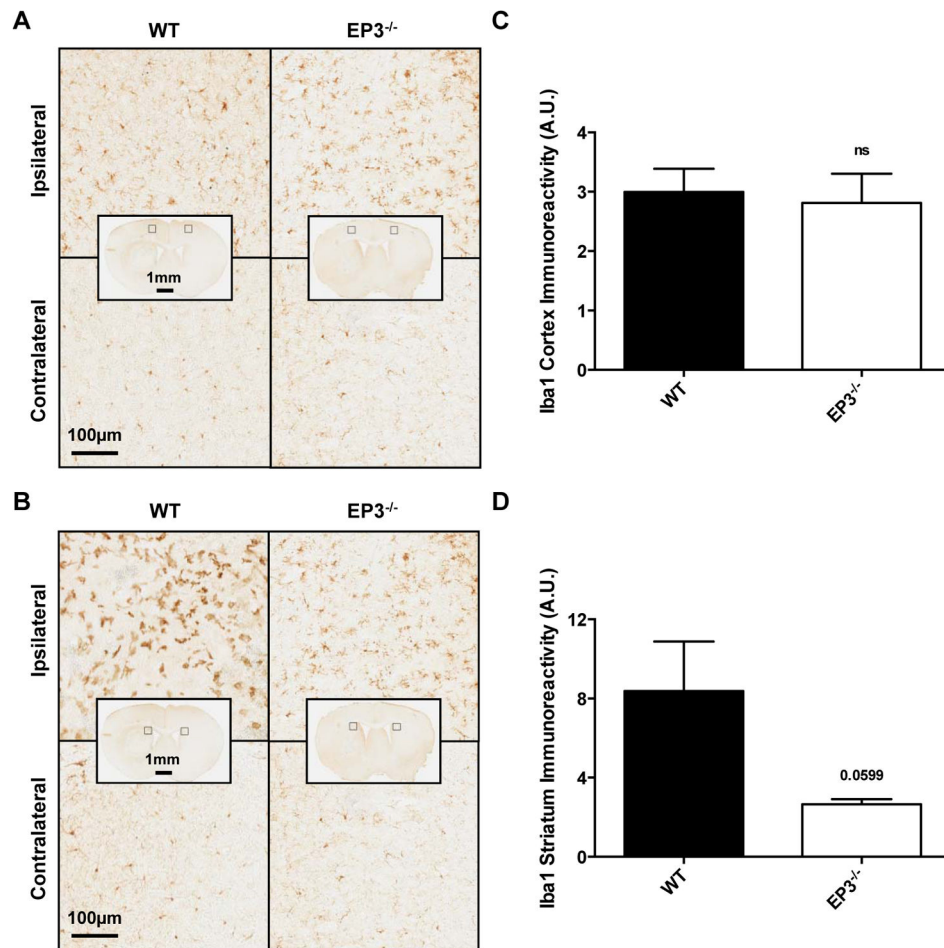 A
WT
EP3-/-
Ipsilateral
Contralateral
1mm
100µm
B
WT
EP3-/-
Ipsilateral
Contralateral
1mm
100µm
C
Iba1 Cortex Immunoreactivity (A.U.)
4
3
2
1
0
ns
WT
EP3-/-
D
Iba1 Striatum Immunoreactivity (A.U.)
12
8
4
0
0.0599
WT
EP3-/-